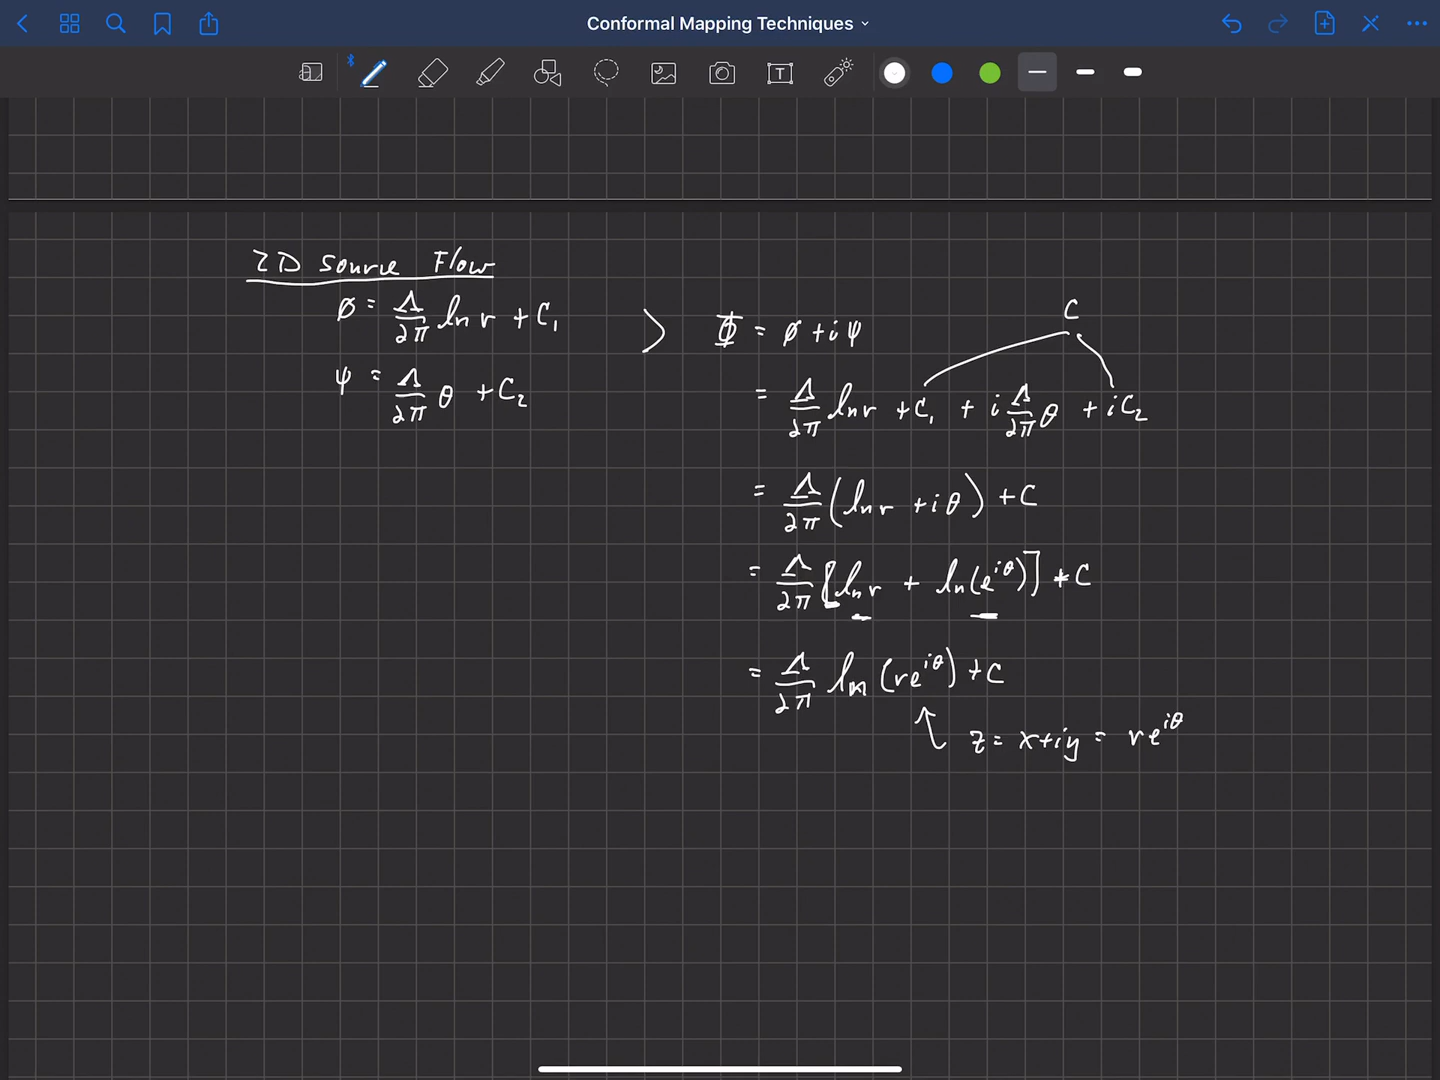 Conformal Mapping Techniques
T
2D Source Flow
ø = Λ/2π ln r + C₁
ψ = Λ/2π θ + C₂
C
Φ = ø + iψ
= Λ/2π ln r + C₁ + i Λ/2π θ + iC₂
= Λ/2π (ln r + iθ) + C
= Λ/2π [ln r + ln(e^{iθ})] + C
= Λ/2π ln (re^{iθ}) + C
z = x+iy = re^{iθ}